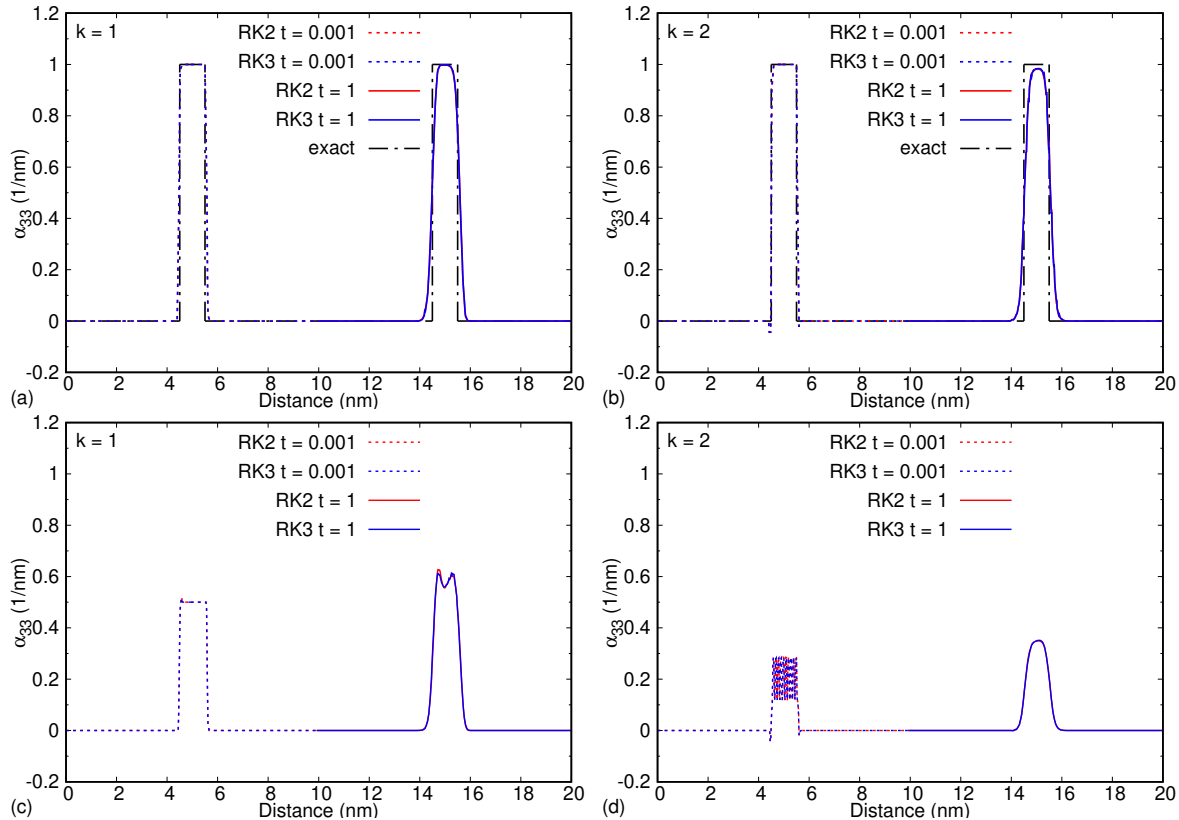 k = 1
RK2 t = 0.001
RK3 t = 0.001
RK2 t = 1
RK3 t = 1
exact
α33 (1/nm)
1.2
1
0.8
0.6
0.4
0.2
0
-0.2
0 2 4 6 8 10 12 14 16 18 20
Distance (nm)
(a)
k = 2
RK2 t = 0.001
RK3 t = 0.001
RK2 t = 1
RK3 t = 1
exact
α33 (1/nm)
1.2
1
0.8
0.6
0.4
0.2
0
-0.2
0 2 4 6 8 10 12 14 16 18 20
Distance (nm)
(b)
k = 1
RK2 t = 0.001
RK3 t = 0.001
RK2 t = 1
RK3 t = 1
α33 (1/nm)
1.2
1
0.8
0.6
0.4
0.2
0
-0.2
0 2 4 6 8 10 12 14 16 18 20
Distance (nm)
(c)
k = 2
RK2 t = 0.001
RK3 t = 0.001
RK2 t = 1
RK3 t = 1
α33 (1/nm)
1.2
1
0.8
0.6
0.4
0.2
0
-0.2
0 2 4 6 8 10 12 14 16 18 20
Distance (nm)
(d)